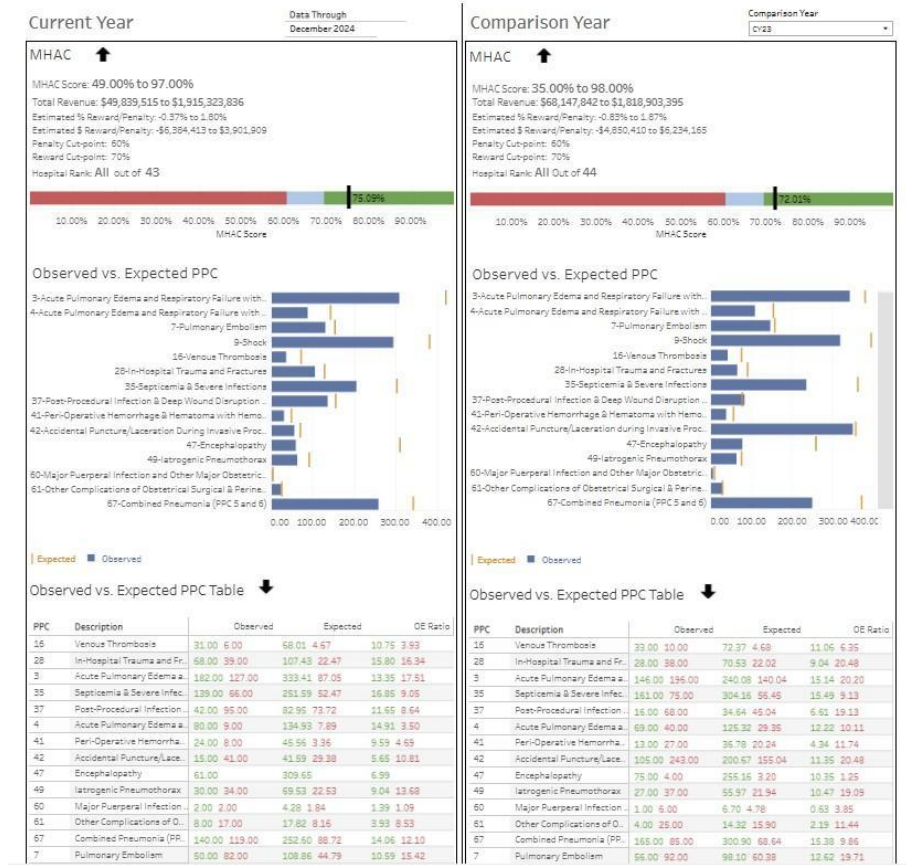 Current Year
Data Through
December 2024
MHAC
MHAC Score: 49.00% to 97.00%
Total Revenue: $49,839,515 to $1,915,323,836
Estimated % Reward/Penalty: -0.37% to 1.80%
Estimated $ Reward/Penalty: -$6,384,413 to $3,901,909
Penalty Cut-point: 60%
Reward Cut-point: 70%
Hospital Rank: All out of 43
75.09%
10.00% 20.00% 30.00% 40.00% 50.00% 60.00% 70.00% 80.00% 90.00%
MHAC Score
Observed vs. Expected PPC
3-Acute Pulmonary Edema and Respiratory Failure with..
4-Acute Pulmonary Edema and Respiratory Failure with ..
7-Pulmonary Embolism
9-Shock
16-Venous Thrombosis
28-In-Hospital Trauma and Fractures
35-Septicemia & Severe Infections
37-Post-Procedural Infection & Deep Wound Disruption ..
41-Peri-Operative Hemorrhage & Hematoma with Hemo..
42-Accidental Puncture/Laceration During Invasive Proc..
47-Encephalopathy
49-Iatrogenic Pneumothorax
60-Major Puerperal Infection and Other Major Obstetric..
61-Other Complications of Obstetrical Surgical & Perine..
67-Combined Pneumonia (PPC 5 and 6)
0.00 100.00 200.00 300.00 400.00
Expected Observed
Observed vs. Expected PPC Table
PPC Description Observed Expected OE Ratio
16 Venous Thrombosis 31.00 6.00 68.01 4.67 10.75 3.93
28 In-Hospital Trauma and Fr.. 68.00 39.00 107.43 22.47 15.80 16.34
3 Acute Pulmonary Edema a.. 182.00 127.00 333.41 87.05 13.35 17.51
35 Septicemia & Severe Infec.. 139.00 66.00 251.59 52.47 16.85 9.05
37 Post-Procedural Infection .. 42.00 95.00 82.95 73.72 11.65 8.64
4 Acute Pulmonary Edema a.. 80.00 9.00 134.93 7.89 14.91 3.50
41 Peri-Operative Hemorrha.. 24.00 8.00 45.56 3.36 9.59 4.69
42 Accidental Puncture/Lace.. 15.00 41.00 41.59 29.38 5.65 10.81
47 Encephalopathy 61.00 309.65 6.99
49 Iatrogenic Pneumothorax 30.00 34.00 69.53 22.53 9.04 13.68
60 Major Puerperal Infection .. 2.00 2.00 4.28 1.84 1.39 1.09
61 Other Complications of O.. 8.00 17.00 17.82 8.16 3.93 8.53
67 Combined Pneumonia (PP.. 140.00 119.00 252.60 88.72 14.06 12.10
7 Pulmonary Embolism 50.00 82.00 108.86 44.79 10.59 15.42
Comparison Year
Comparison Year
CY23
MHAC
MHAC Score: 35.00% to 98.00%
Total Revenue: $68,147,842 to $1,818,903,395
Estimated % Reward/Penalty: -0.83% to 1.87%
Estimated $ Reward/Penalty: -$4,850,410 to $6,234,165
Penalty Cut-point: 60%
Reward Cut-point: 70%
Hospital Rank: All Out of 44
72.01%
10.00% 20.00% 30.00% 40.00% 50.00% 60.00% 70.00% 80.00% 90.00%
MHAC Score
Observed vs. Expected PPC
3-Acute Pulmonary Edema and Respiratory Failure with..
4-Acute Pulmonary Edema and Respiratory Failure with ..
7-Pulmonary Embolism
9-Shock
16-Venous Thrombosis
28-In-Hospital Trauma and Fractures
35-Septicemia & Severe Infections
37-Post-Procedural Infection & Deep Wound Disruption ..
41-Peri-Operative Hemorrhage & Hematoma with Hemo..
42-Accidental Puncture/Laceration during Invasive Proc..
47-Encephalopathy
49-Iatrogenic Pneumothorax
60-Major Puerperal Infection and Other Major Obstetric..
61-Other Complications of Obstetrical Surgical & Perine..
67-Combined Pneumonia (PPC 5 and 6)
0.00 100.00 200.00 300.00 400.00
Expected Observed
Observed vs. Expected PPC Table
PPC Description Observed Expected OE Ratio
16 Venous Thrombosis 33.00 10.00 72.37 4.68 11.06 6.35
28 In-Hospital Trauma and Fr.. 28.00 38.00 70.53 22.02 9.04 20.48
3 Acute Pulmonary Edema a.. 146.00 196.00 240.08 140.04 15.14 20.20
35 Septicemia & Severe Infec.. 161.00 75.00 304.16 56.45 15.49 9.13
37 Post-Procedural Infection .. 16.00 68.00 34.64 45.04 6.61 19.13
4 Acute Pulmonary Edema a.. 69.00 40.00 125.32 29.35 12.22 10.11
41 Peri-Operative Hemorrha.. 13.00 27.00 36.78 20.24 4.34 11.74
42 Accidental Puncture/Lace.. 105.00 243.00 200.67 155.04 11.35 20.48
47 Encephalopathy 75.00 4.00 255.16 3.20 10.35 1.25
49 Iatrogenic Pneumothorax 27.00 37.00 55.97 21.94 10.47 19.09
60 Major Puerperal Infection .. 1.00 6.00 6.70 4.78 0.63 3.85
61 Other Complications of O.. 4.00 25.00 14.32 15.90 2.19 11.44
67 Combined Pneumonia (PP.. 165.00 85.00 300.90 68.64 15.38 9.86
7 Pulmonary Embolism 56.00 92.00 98.10 60.38 12.62 19.71